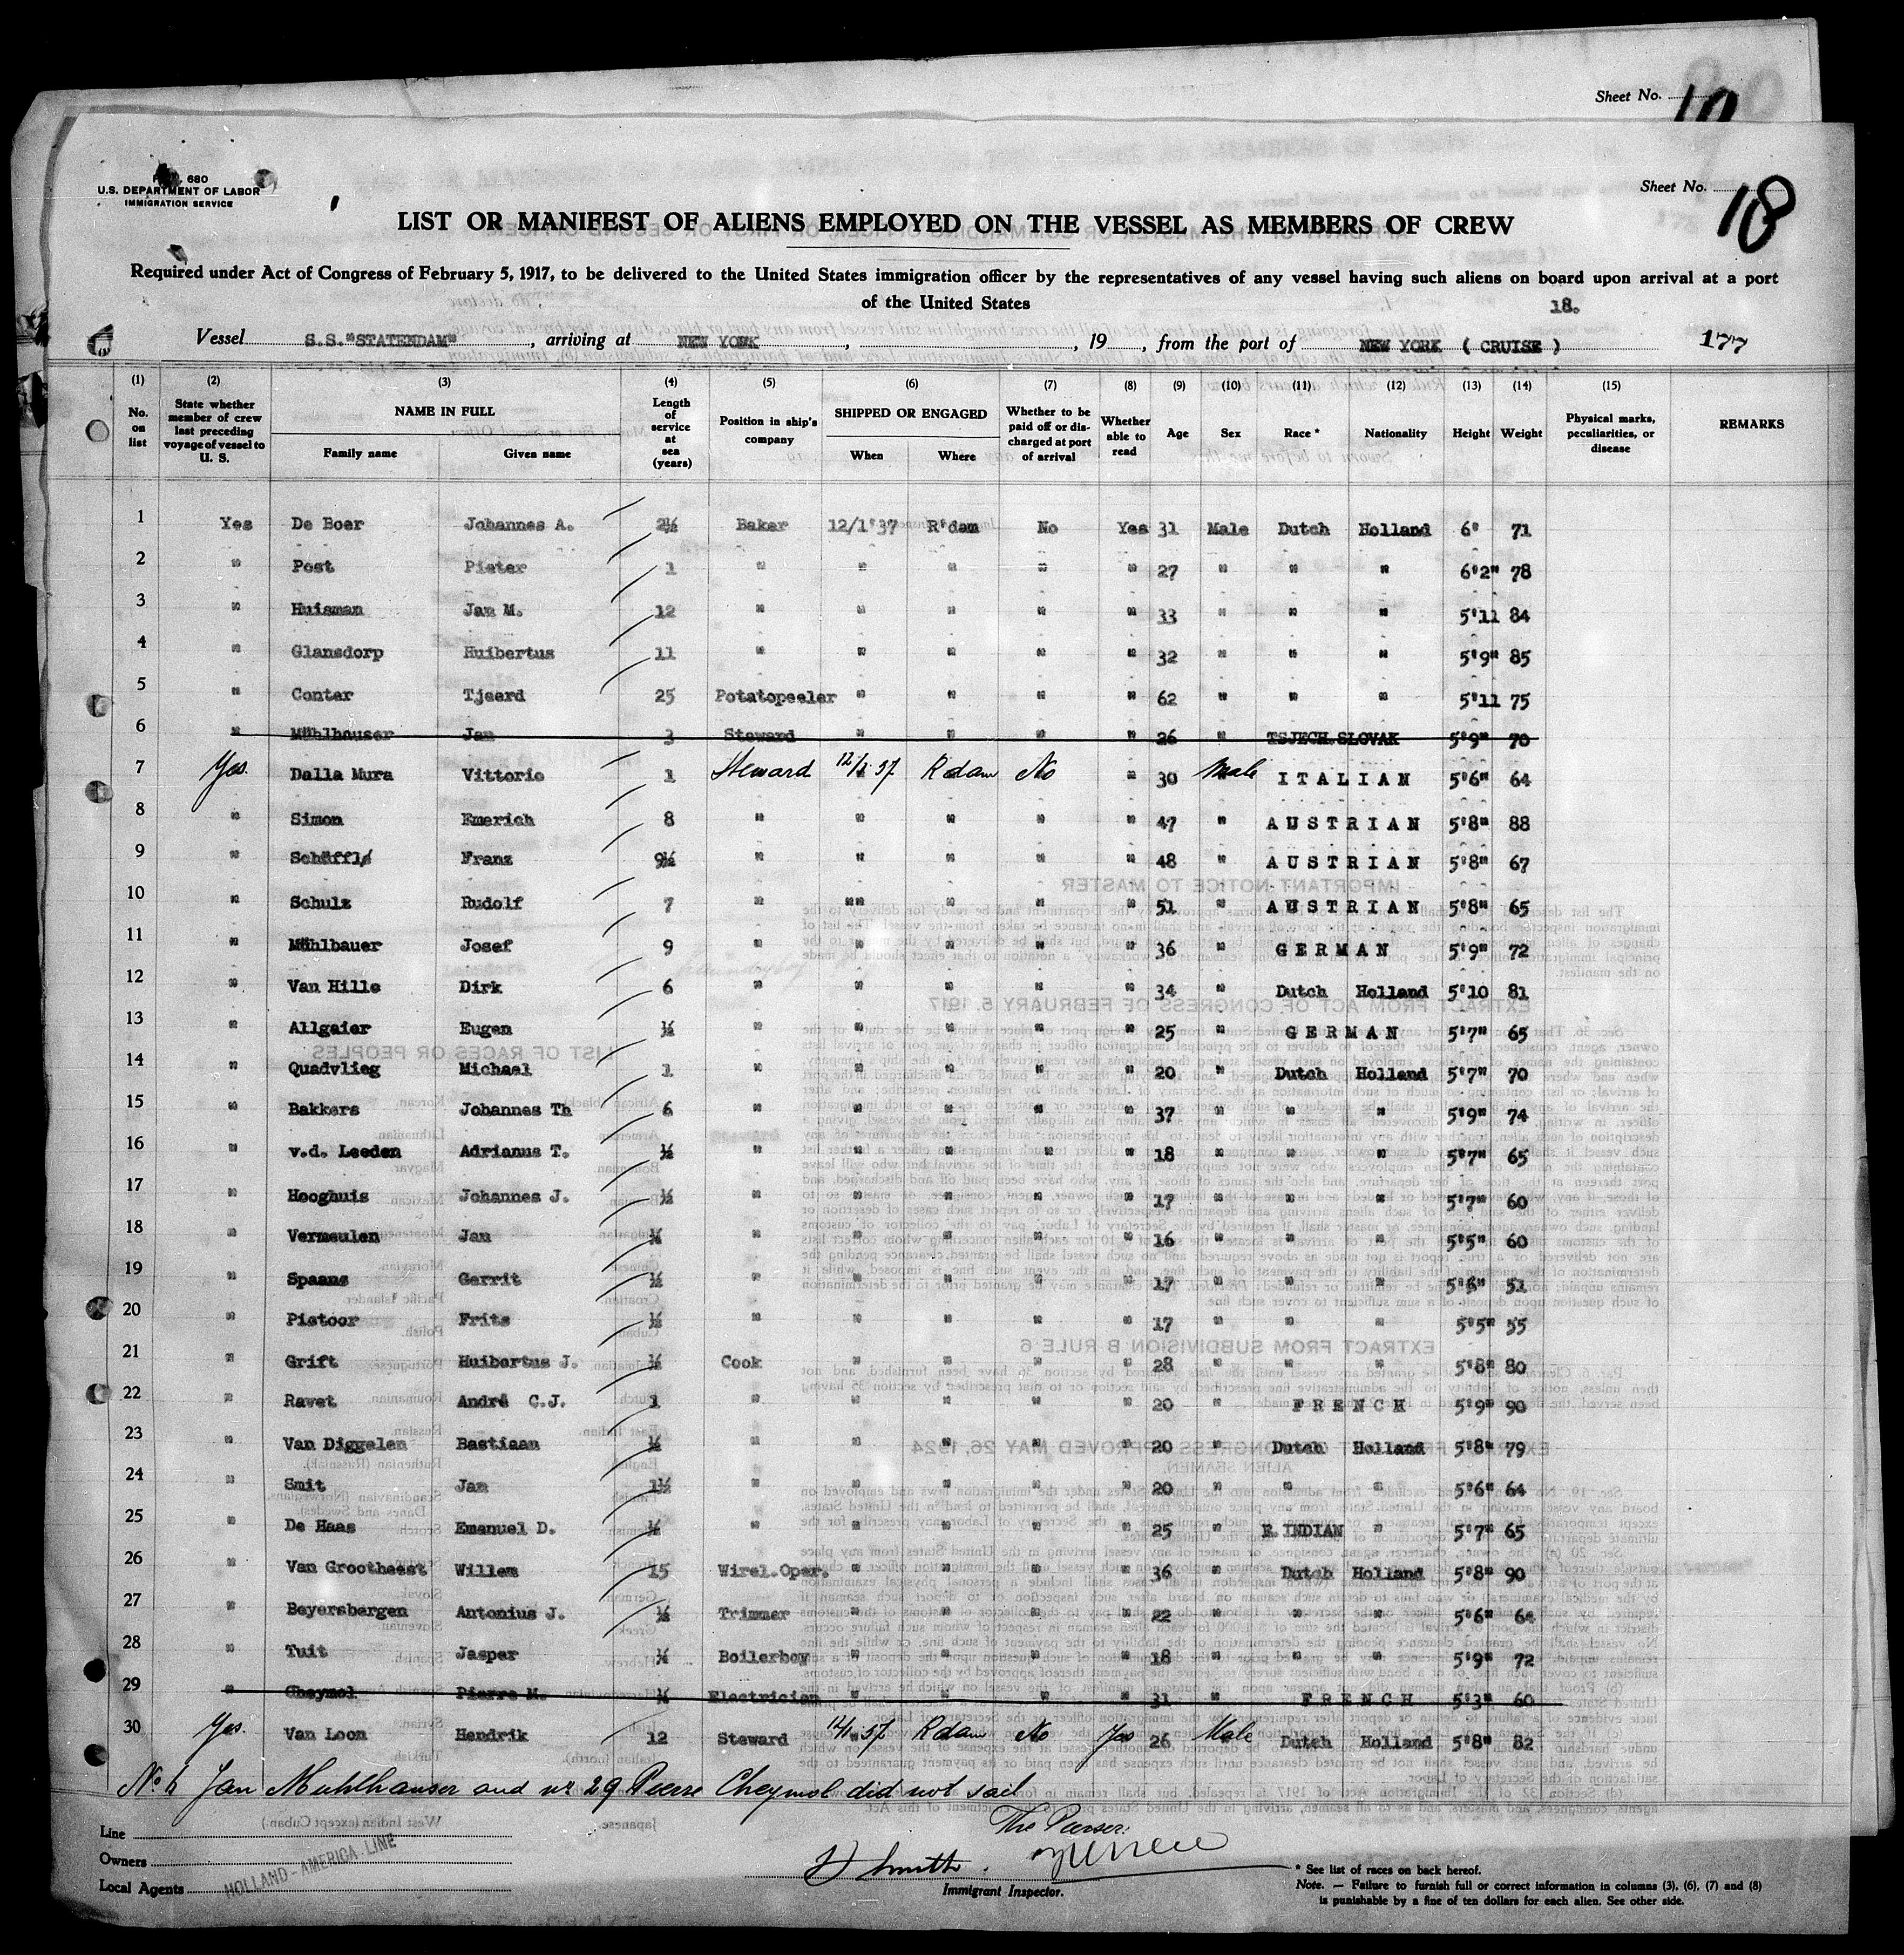 Sheet No. 10
680
U.S. DEPARTMENT OF LABOR
IMMIGRATION SERVICE
Sheet No. 18
LIST OR MANIFEST OF ALIENS EMPLOYED ON THE VESSEL AS MEMBERS OF CREW
Required under Act of Congress of February 5, 1917, to be delivered to the United States immigration officer by the representatives of any vessel having such aliens on board upon arrival at a port
of the United States
18.
Vessel S.S."STATENDAM", arriving at NEW YORK, , 19 , from the port of NEW YORK ( CRUISE ) 177
(1) (2) (3) (4) (5) (6) (7) (8) (9) (10) (11) (12) (13) (14) (15)
No. on list State whether member of crew last preceding voyage of vessel to U. S. NAME IN FULL Family name Given name Length of service at sea (years) Position in ship's company SHIPPED OR ENGAGED When Where Whether to be paid off or discharged at port of arrival Whether able to read Age Sex Race * Nationality Height Weight Physical marks, peculiarities, or disease REMARKS
1 Yes De Boer Johannes A. 2½ Baker 12/1'37 R'dam No Yes 31 Male Dutch Holland 6' 71
2 " Post Pieter 1 " " " " " 27 " " " 6'2" 78
3 " Huisman Jan M. 12 " " " " " 33 " " " 5'11 84
4 " Glansdorp Huibertus 11 " " " " " 32 " " " 5'9" 85
5 " Conter Tjeerd 25 Potatopeeler " " " " 62 " " " 5'11 75
6 " Mühlhauser Jan 3 Steward " " " " 26 " TSJECH.SLOVAK 5'9" 70
7 Yes. Dalla Mura Vittorio 1 Steward 12/1 37 Rdam No " 30 Male ITALIAN 5'6" 64
8 " Simon Emerich 8 " " " " " 47 " AUSTRIAN 5'8" 88
9 " Schöffl Franz 9½ " " " " " 48 " AUSTRIAN 5'8" 67
10 " Schulz Rudolf 7 " "" " " " 51 " AUSTRIAN 5'8" 65
11 " Mühlbauer Josef 9 " " " " " 36 " GERMAN 5'9" 72
12 " Van Hille Dirk 6 " " " " " 34 " Dutch Holland 5'10 81
13 " Allgaier Eugen ½ " " " " " 25 " GERMAN 5'7" 65
14 " Quadvlieg Michael 1 " " " " " 20 " Dutch Holland 5'7" 70
15 " Bakkers Johannes Th 6 " " " " " 37 " " " 5'9" 74
16 " v.d. Leeden Adrianus T. ½ " " " " " 18 " " " 5'7" 65
17 " Hooghuis Johannes J. ½ " " " " " 17 " " " 5'7" 60
18 " Vermeulen Jan ½ " " " " " 16 " " " 5'5" 60
19 " Spaans Gerrit ½ " " " " " 17 " " " 5'6" 51
20 " Pistoor Frits ½ " " " " " 17 " " " 5'5" 55
21 " Grift Huibertus J. ½ Cook " " " " 28 " " " 5'8" 80
22 " Ravet André C.J. 1 " " " " " 20 " FRENCH 5'9" 90
23 " Van Diggelen Bastiaan ½ " " " " " 20 " Dutch Holland 5'8" 79
24 " Smit Jan 1½ " " " " " 20 " " " 5'6" 64
25 " De Haas Emanuel D. ½ " " " " " 25 " E.INDIAN " 5'7" 65
26 " Van Grootheest Willem 15 Wirel.Oper. " " " " 36 " Dutch Holland 5'8" 90
27 " Beyersbergen Antonius J. ½ Trimmer " " " " 22 " " " 5'6" 64
28 " Tuit Jasper ½ Boilerboy " " " " 18 " " " 5'9" 72
29 " Cheymol Pierre M. ½ Electrician " " " " 31 " FRENCH 5'3" 60
30 Yes. Van Loon Hendrik 12 Steward 12/1 37 Rdam No Yes 26 Male Dutch Holland 5'8" 82
No 6 Jan Muhlhauser and nr 29 Pierre Cheymol did not sail
The Purser:
Line
Owners HOLLAND-AMERICA LINE
Local Agents
Smith.
Immigrant Inspector.
* See list of races on back hereof.
Note. — Failure to furnish full or correct information in columns (3), (6), (7) and (8)
is punishable by a fine of ten dollars for each alien. See other side.